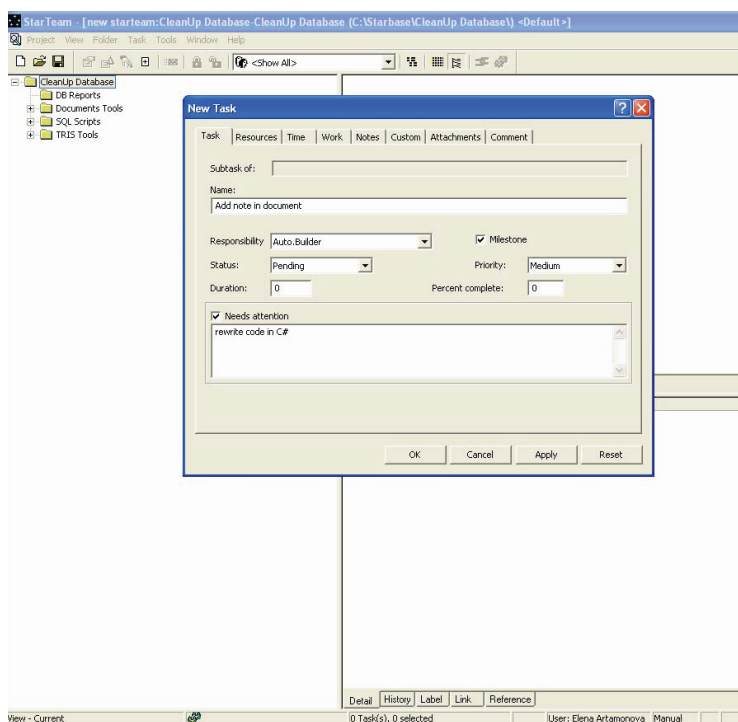 StarTeam - [new starteam:CleanUp Database-CleanUp Database (C:\Starbase\CleanUp Database\) <Default>]
Project View Folder Task Tools Window Help
<Show All>
CleanUp Database
DB Reports
Documents Tools
SQL Scripts
TRIS Tools
New Task
Task Resources Time Work Notes Custom Attachments Comment
Subtask of:
Name:
Add note in document
Responsibility Auto.Builder Milestone
Status: Pending Priority: Medium
Duration: 0 Percent complete: 0
Needs attention
rewrite code in C#
OK Cancel Apply Reset
Detail History Label Link Reference
View - Current 0 Task(s), 0 selected User: Elena Artamonova Manual